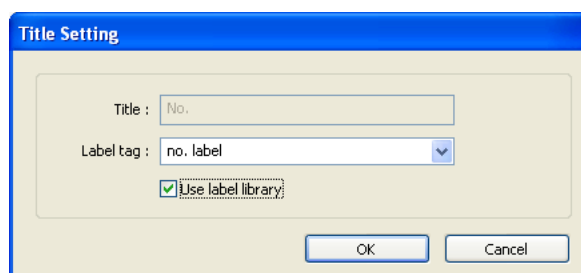 Title Setting
Title : No.
Label tag : no. label
Use label library
OK Cancel